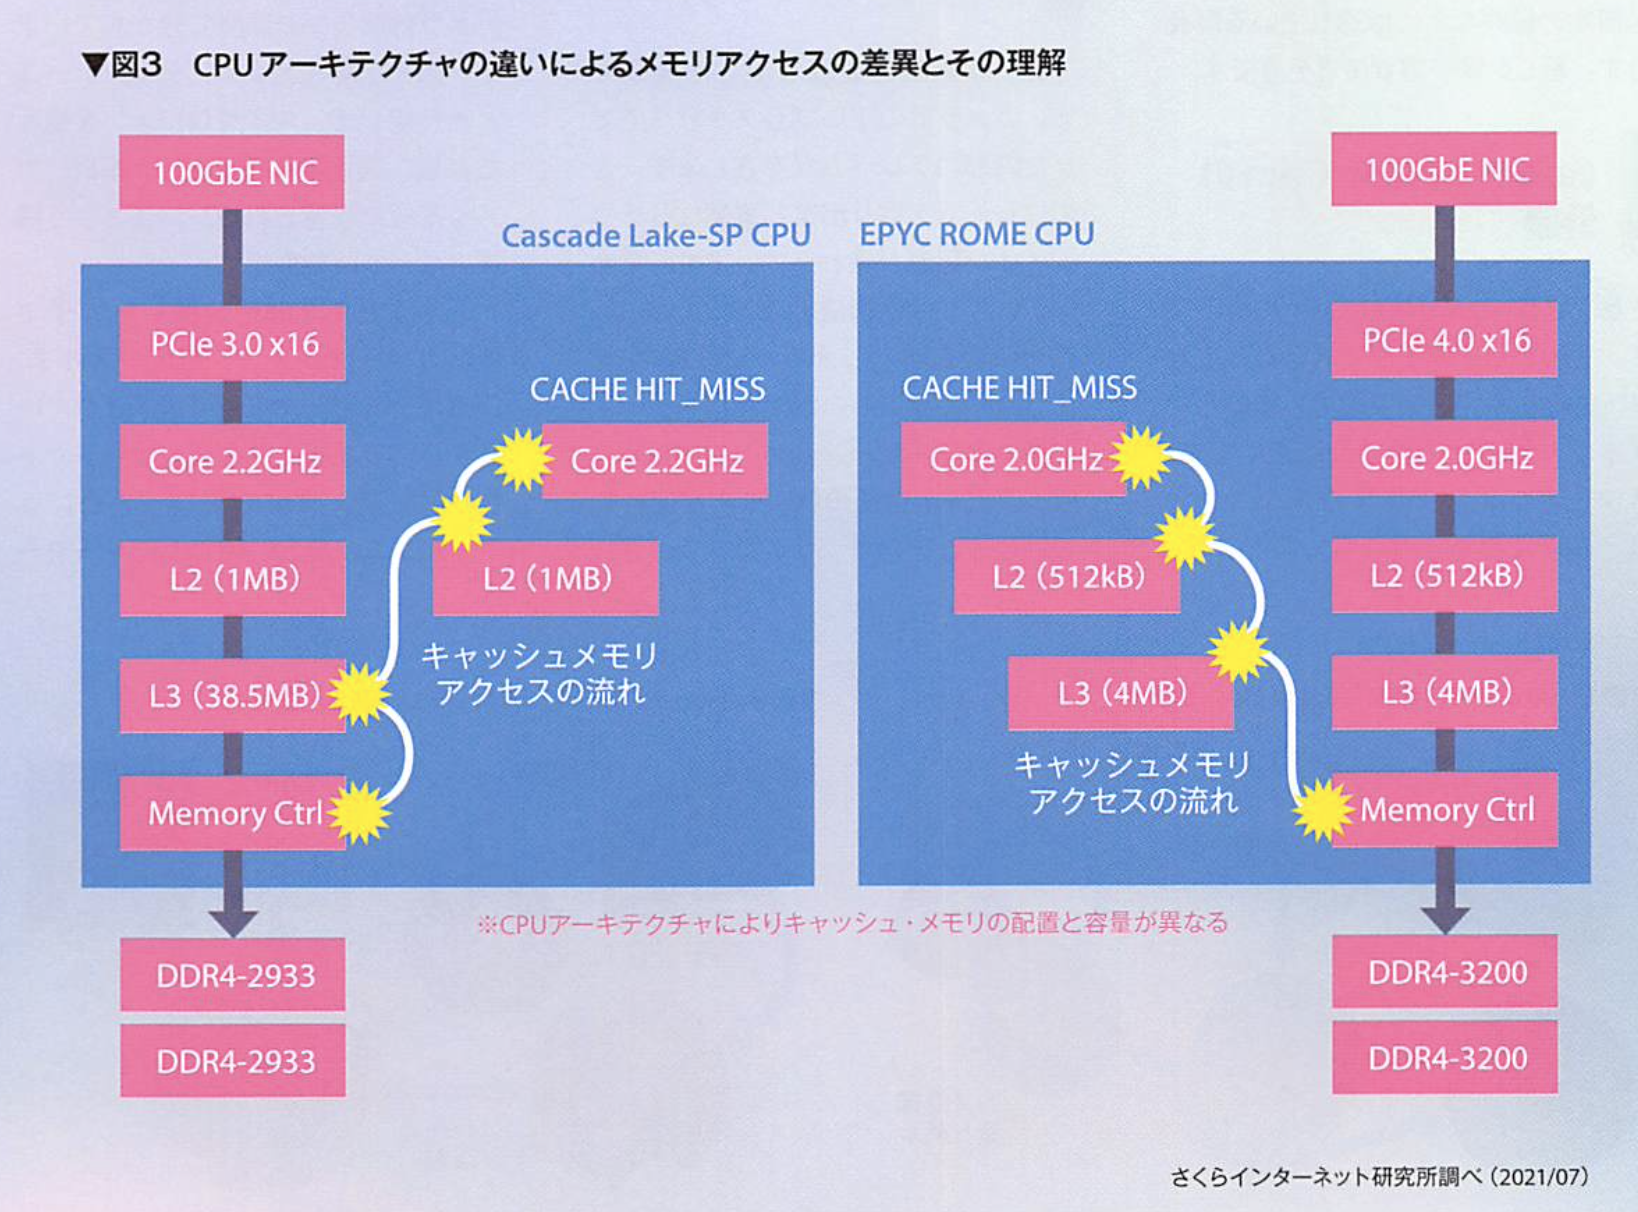 ▼図3 CPUアーキテクチャの違いによるメモリアクセスの差異とその理解
100GbE NIC
Cascade Lake-SP CPU
PCIe 3.0 x16
Core 2.2GHz
L2（1MB）
L3（38.5MB）
Memory Ctrl
CACHE HIT_MISS
Core 2.2GHz
L2（1MB）
キャッシュメモリ
アクセスの流れ
DDR4-2933
DDR4-2933
EPYC ROME CPU
CACHE HIT_MISS
Core 2.0GHz
L2（512kB）
L3（4MB）
キャッシュメモリ
アクセスの流れ
100GbE NIC
PCIe 4.0 x16
Core 2.0GHz
L2（512kB）
L3（4MB）
Memory Ctrl
DDR4-3200
DDR4-3200
※CPUアーキテクチャによりキャッシュ・メモリの配置と容量が異なる
さくらインターネット研究所調べ（2021/07）